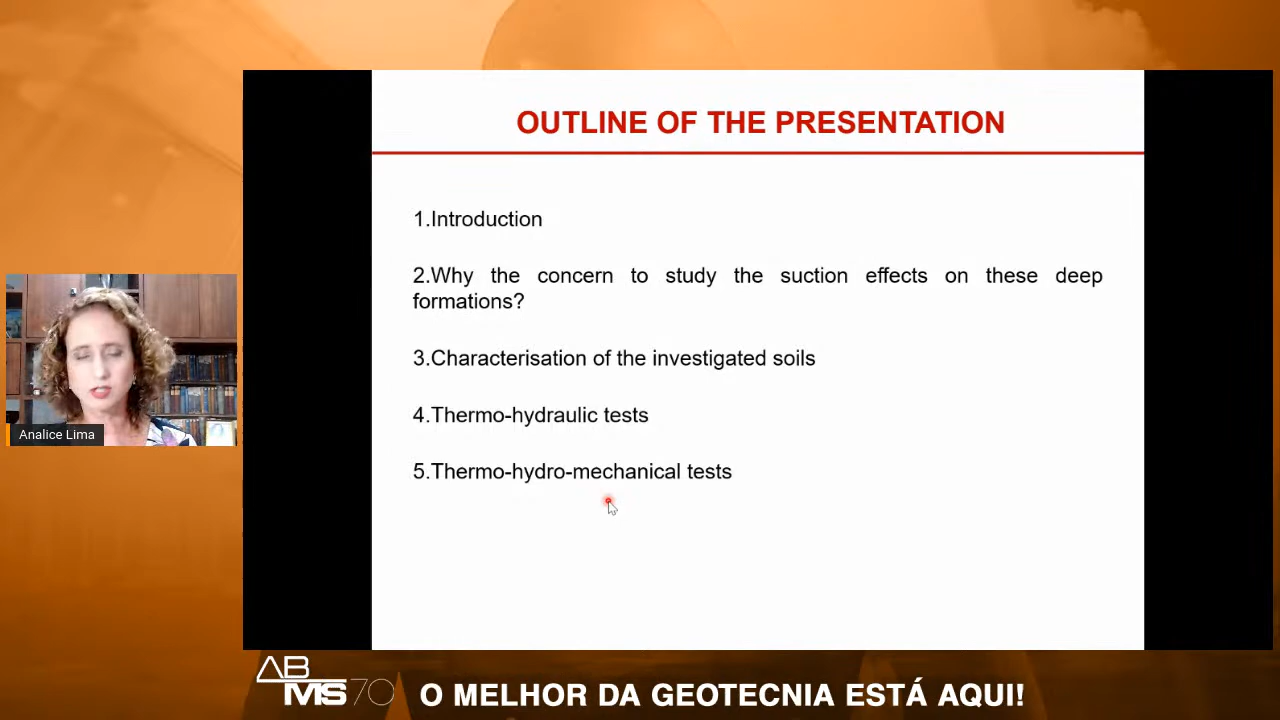 OUTLINE OF THE PRESENTATION
1.Introduction
2.Why the concern to study the suction effects on these deep
formations?
3.Characterisation of the investigated soils
4.Thermo-hydraulic tests
5.Thermo-hydro-mechanical tests
Analice Lima
ABMS70
O MELHOR DA GEOTECNIA ESTÁ AQUI!